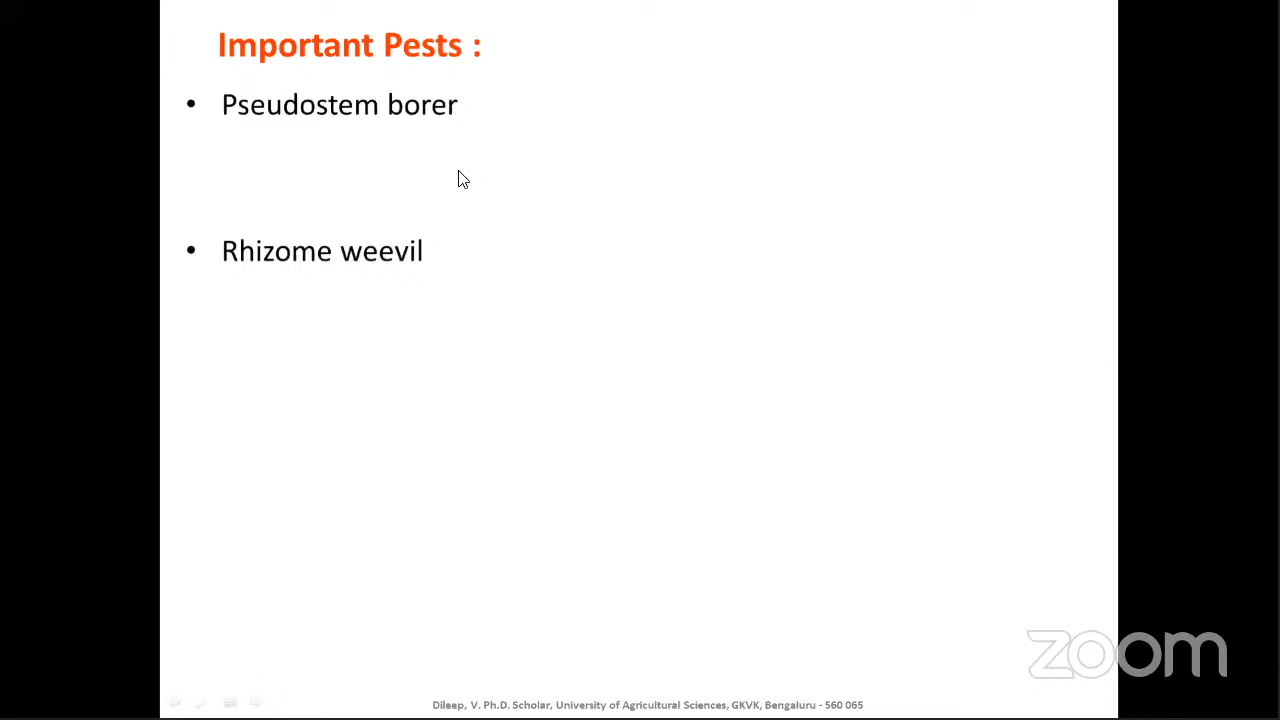 Important Pests :
• Pseudostem borer
• Rhizome weevil
zoom
Dileep, V. Ph.D. Scholar, University of Agricultural Sciences, GKVK, Bengaluru - 560 065